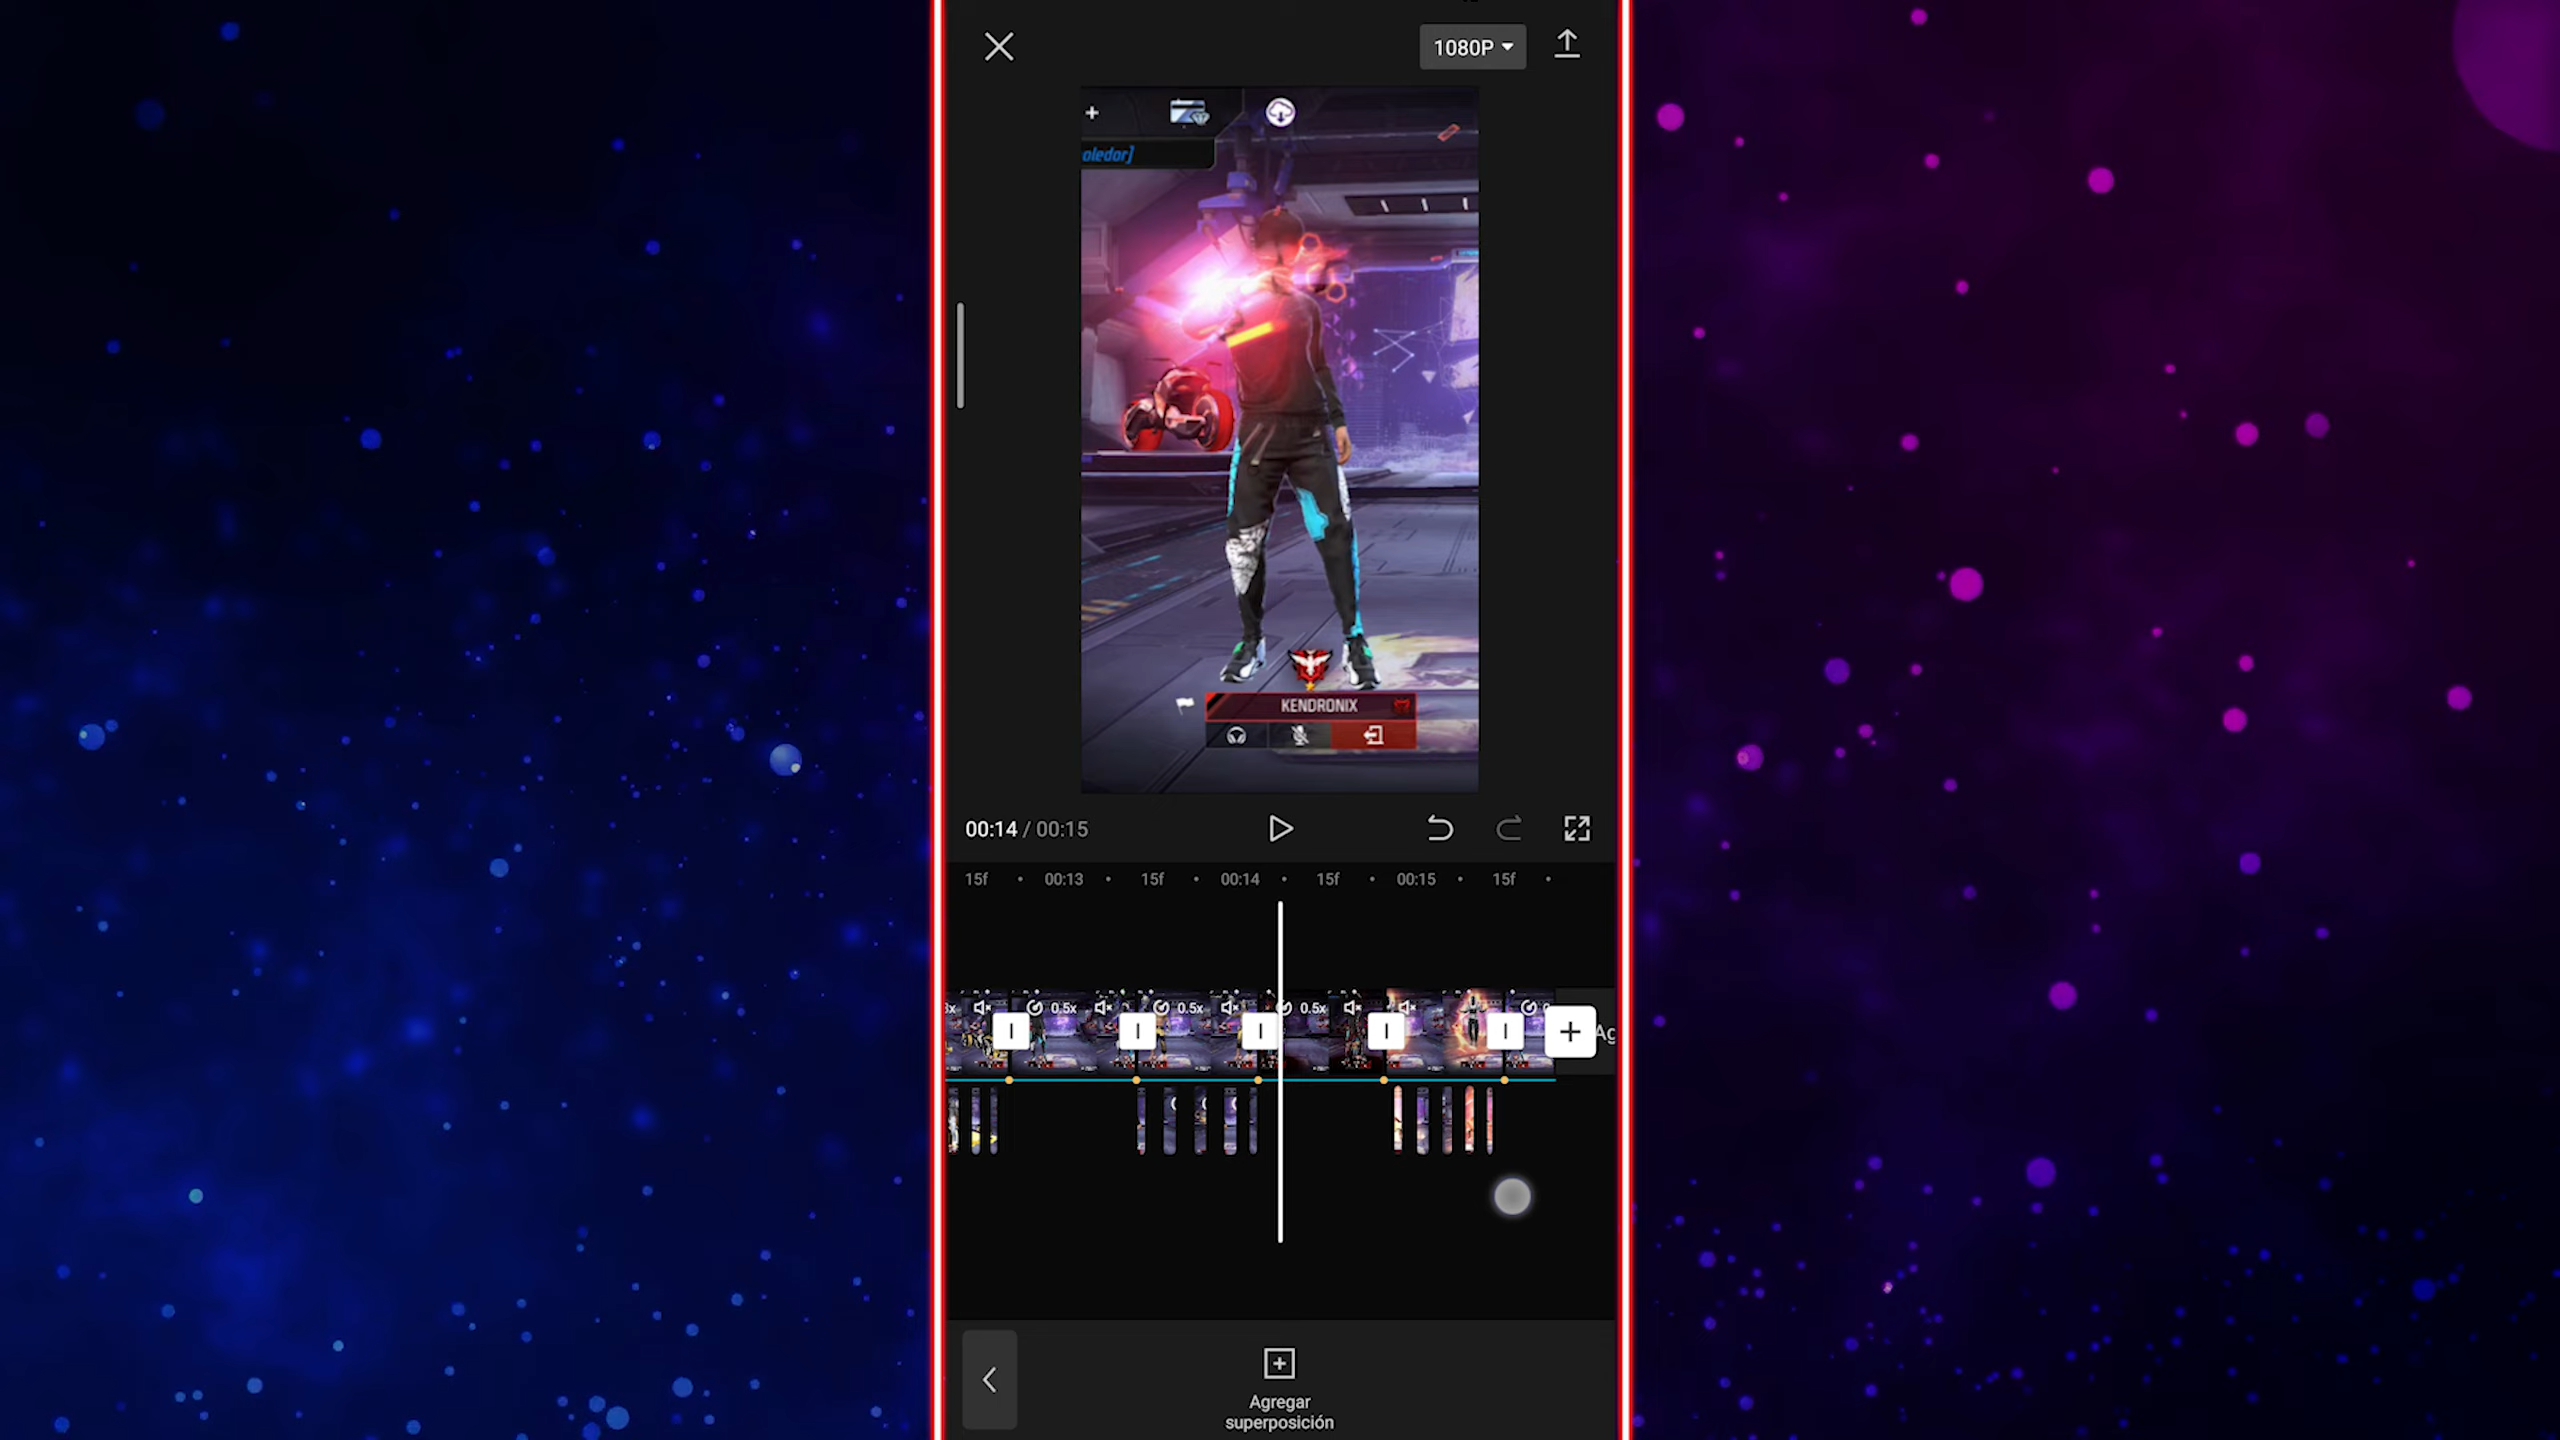 1080P
oledor]
KENDRONIX
00:14 / 00:15
15f 00:13 15f 00:14 15f 00:15 15f
0.5x 0.5x 0.5x
Ag
Agregar
superposición